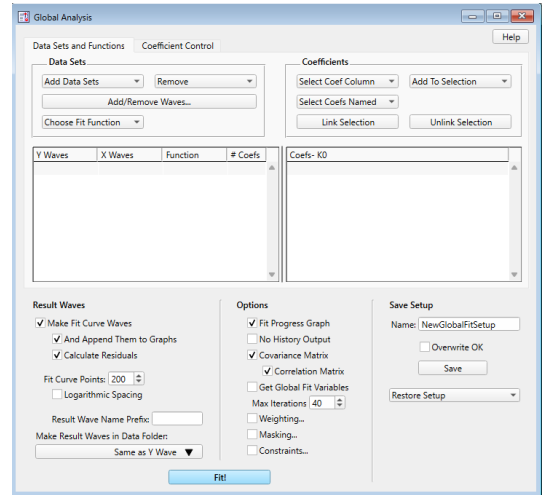 Global Analysis
Help
Data Sets and Functions Coefficient Control
Data Sets
Add Data Sets Remove
Add/Remove Waves...
Choose Fit Function
Coefficients
Select Coef Column Add To Selection
Select Coefs Named
Link Selection Unlink Selection
Y Waves X Waves Function # Coefs
Coefs- K0
Result Waves
Make Fit Curve Waves
And Append Them to Graphs
Calculate Residuals
Fit Curve Points: 200
Logarithmic Spacing
Result Wave Name Prefix:
Make Result Waves in Data Folder:
Same as Y Wave
Options
Fit Progress Graph
No History Output
Covariance Matrix
Correlation Matrix
Get Global Fit Variables
Max Iterations 40
Weighting...
Masking...
Constraints...
Save Setup
Name: NewGlobalFitSetup
Overwrite OK
Save
Restore Setup
Fit!